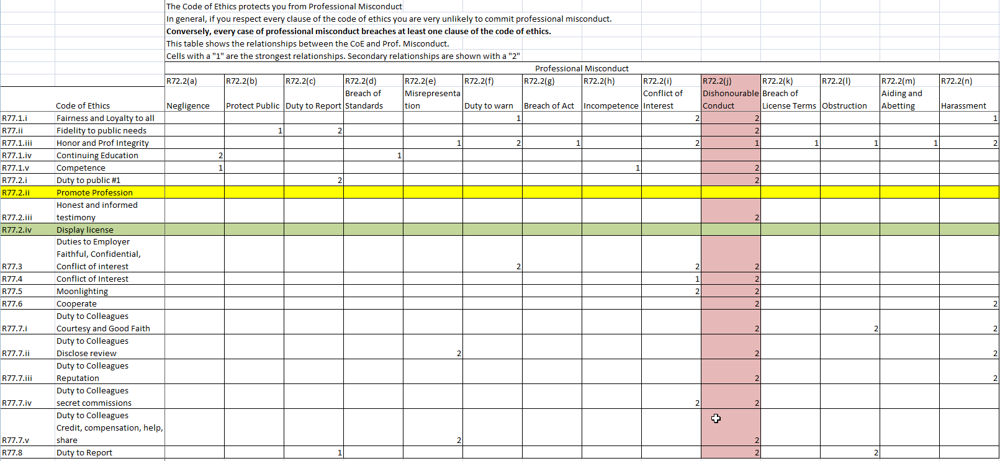 The Code of Ethics protects you from Professional Misconduct
In general, if you respect every clause of the code of ethics you are very unlikely to commit professional misconduct.
Conversely, every case of professional misconduct breaches at least one clause of the code of ethics.
This table shows the relationships between the CoE and Prof. Misconduct.
Cells with a "1" are the strongest relationships. Secondary relationships are shown with a "2"
Professional Misconduct
R72.2(a) R72.2(b) R72.2(c) R72.2(d) R72.2(e) R72.2(f) R72.2(g) R72.2(h) R72.2(i) R72.2(j) R72.2(k) R72.2(l) R72.2(m) R72.2(n)
Breach of Misrepresenta Conflict of Dishonourable Breach of Aiding and
Code of Ethics Negligence Protect Public Duty to Report Standards tion Duty to warn Breach of Act Incompetence Interest Conduct License Terms Obstruction Abetting Harassment
R77.1.i Fairness and Loyalty to all 1 2 2 1
R77.ii Fidelity to public needs 1 2 2
R77.1.iii Honor and Prof Integrity 1 2 1 2 1 1 1 1 2
R77.1.iv Continuing Education 2 1
R77.1.v Competence 1 1 2
R77.2.i Duty to public #1 2 2
R77.2.ii Promote Profession
Honest and informed
R77.2.iii testimony 2
R77.2.iv Display license
Duties to Employer
Faithful, Confidential,
R77.3 Conflict of interest 2 2 2
R77.4 Conflict of Interest 1 2
R77.5 Moonlighting 2 2
R77.6 Cooperate 2 2
Duty to Colleagues
R77.7.i Courtesy and Good Faith 2 2 2
Duty to Colleagues
R77.7.ii Disclose review 2 2 2
Duty to Colleagues
R77.7.iii Reputation 2 2
Duty to Colleagues
R77.7.iv secret commissions 2 2
Duty to Colleagues
Credit, compensation, help,
R77.7.v share 2 2
R77.8 Duty to Report 1 2 2